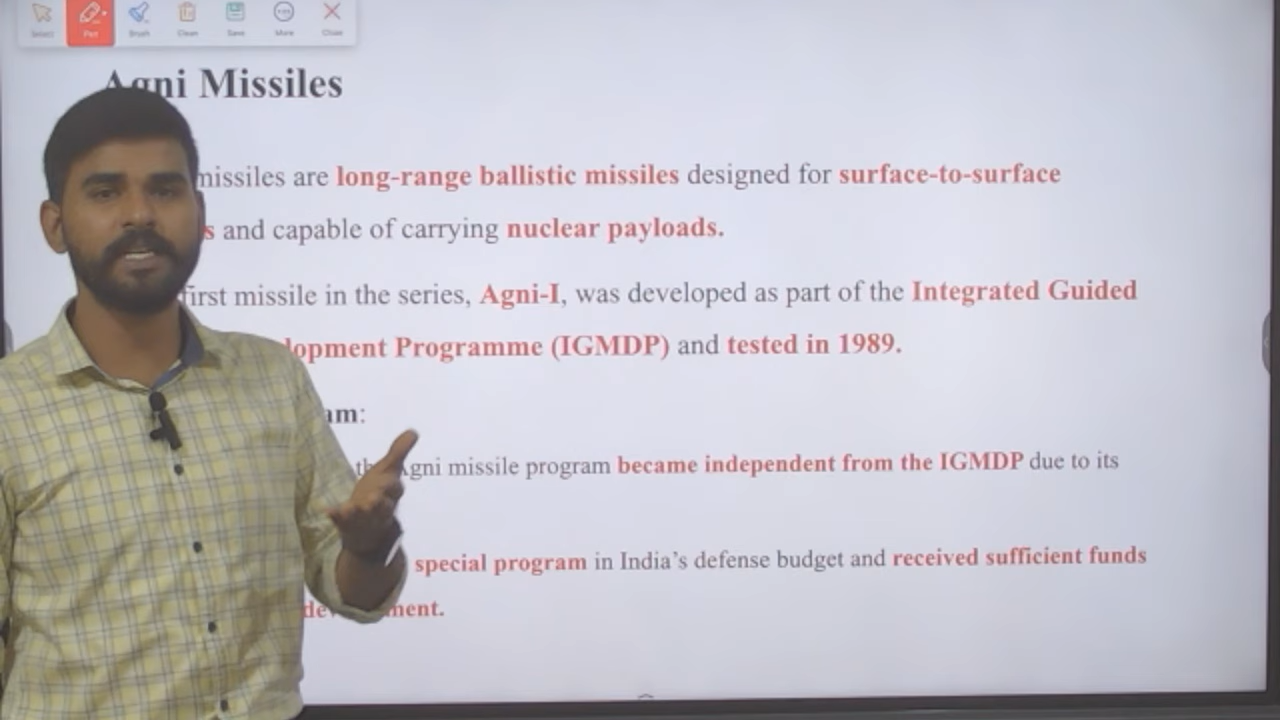 Select Pen Brush Clean Save More Close
Agni Missiles
missiles are long-range ballistic missiles designed for surface-to-surface
s and capable of carrying nuclear payloads.
first missile in the series, Agni-I, was developed as part of the Integrated Guided
lopment Programme (IGMDP) and tested in 1989.
am:
Agni missile program became independent from the IGMDP due to its
special program in India's defense budget and received sufficient funds